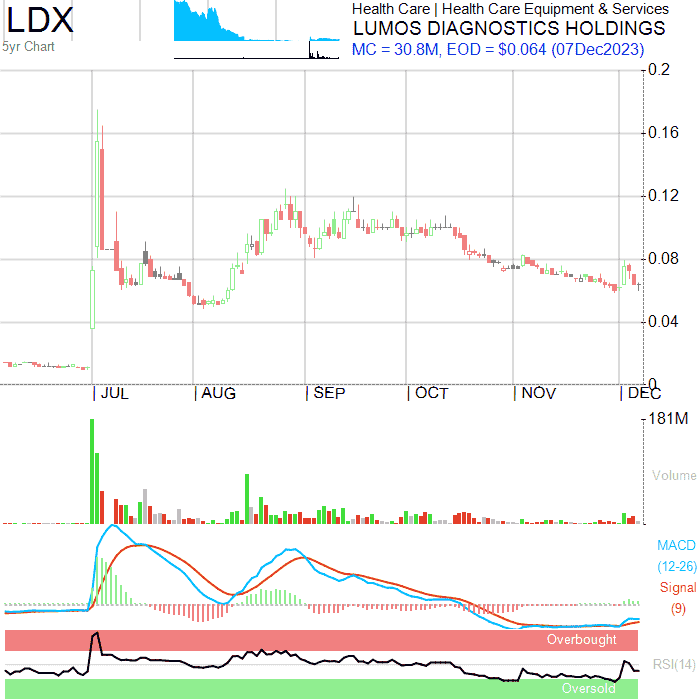 LDX
5yr Chart
Health Care | Health Care Equipment & Services
LUMOS DIAGNOSTICS HOLDINGS
MC = 30.8M, EOD = $0.064 (07Dec2023)
0.2
0.16
0.12
0.08
0.04
0
JUL AUG SEP OCT NOV DEC
181M
Volume
MACD
(12-26)
Signal
(9)
Overbought
RSI(14)
Oversold